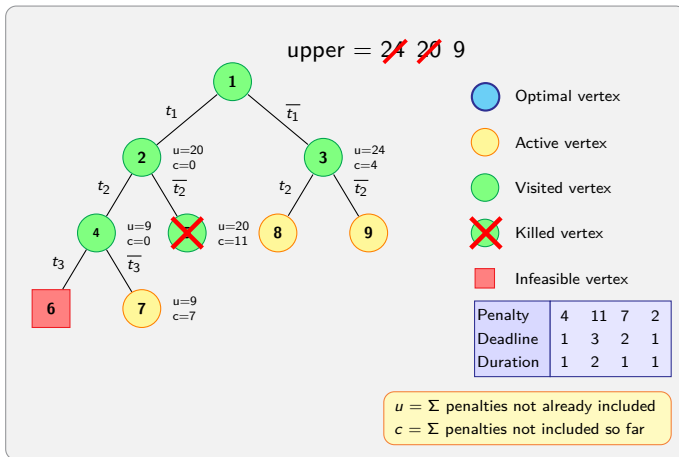 upper = 24 20 9
1
t₁
t̅₁
Optimal vertex
2
u=20
c=0
3
u=24
c=4
Active vertex
t₂
t̅₂
t₂
t̅₂
Visited vertex
4
u=9
c=0
u=20
c=11
8
9
Killed vertex
t₃
t̅₃
Infeasible vertex
6
7
u=9
c=7
Penalty 4 11 7 2
Deadline 1 3 2 1
Duration 1 2 1 1
u = Σ penalties not already included
c = Σ penalties not included so far